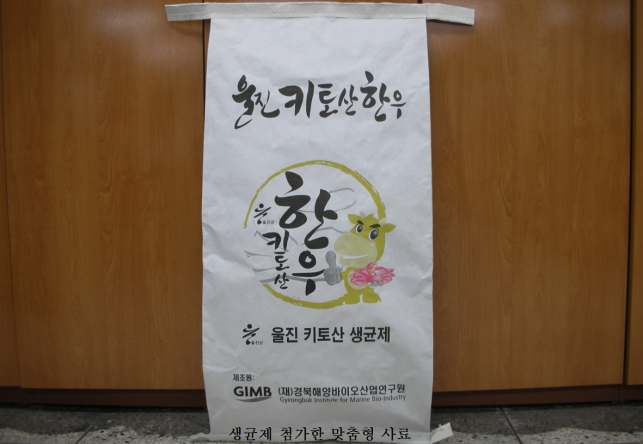 울진 키토산 한우
울진군
한우
키토산
울진군
울진 키토산 생균제
제조원:
GIMB (재)경북해양바이오산업연구원
Gyeongbuk Institute for Marine Bio-Industry
생균제 첨가한 맞춤형 사료